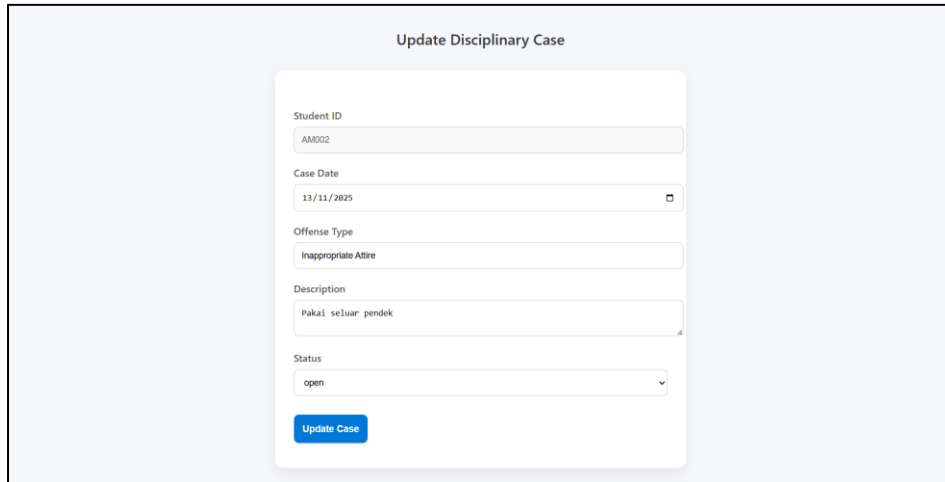 Update Disciplinary Case
Student ID
AM002
Case Date
13/11/2025
Offense Type
Inappropriate Attire
Description
Pakai seluar pendek
Status
open
Update Case